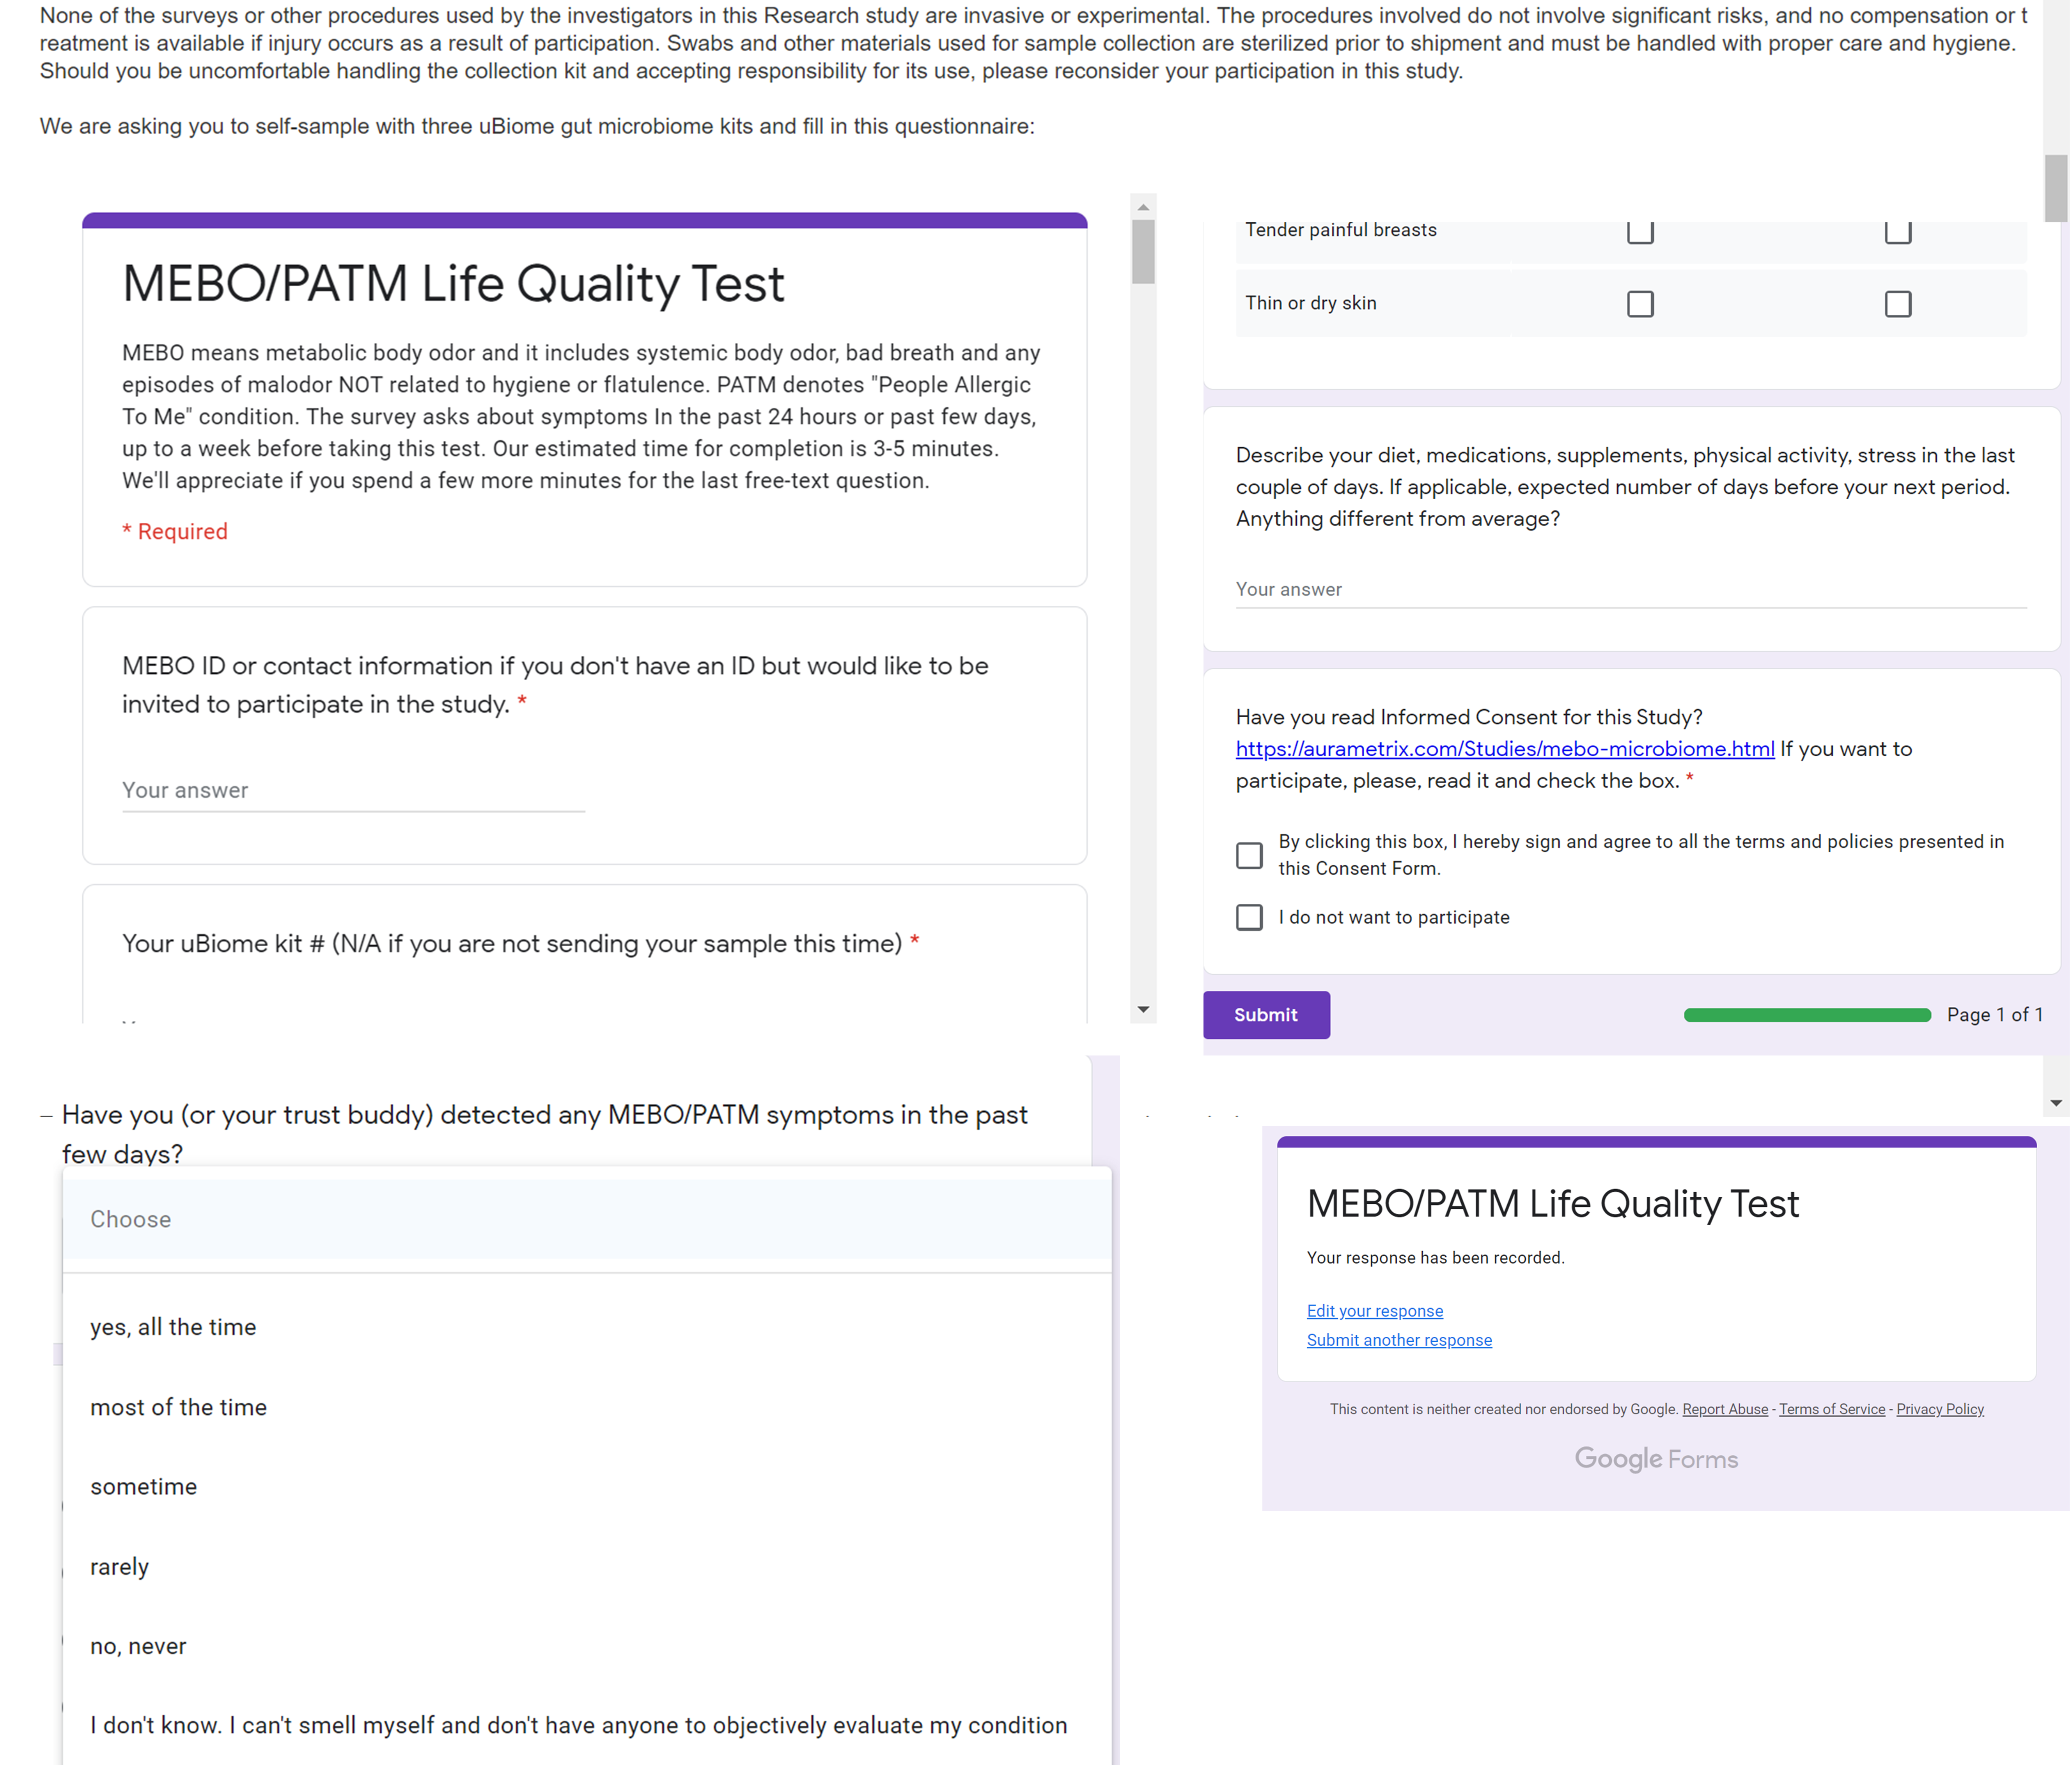 None of the surveys or other procedures used by the investigators in this Research study are invasive or experimental. The procedures involved do not involve significant risks, and no compensation or t
reatment is available if injury occurs as a result of participation. Swabs and other materials used for sample collection are sterilized prior to shipment and must be handled with proper care and hygiene.
Should you be uncomfortable handling the collection kit and accepting responsibility for its use, please reconsider your participation in this study.
We are asking you to self-sample with three uBiome gut microbiome kits and fill in this questionnaire:
MEBO/PATM Life Quality Test
MEBO means metabolic body odor and it includes systemic body odor, bad breath and any
episodes of malodor NOT related to hygiene or flatulence. PATM denotes "People Allergic
To Me" condition. The survey asks about symptoms In the past 24 hours or past few days,
up to a week before taking this test. Our estimated time for completion is 3-5 minutes.
We'll appreciate if you spend a few more minutes for the last free-text question.
* Required
MEBO ID or contact information if you don't have an ID but would like to be
invited to participate in the study. *
Your answer
Your uBiome kit # (N/A if you are not sending your sample this time) *
Tender painful breasts
Thin or dry skin
Describe your diet, medications, supplements, physical activity, stress in the last
couple of days. If applicable, expected number of days before your next period.
Anything different from average?
Your answer
Have you read Informed Consent for this Study?
https://aurametrix.com/Studies/mebo-microbiome.html If you want to
participate, please, read it and check the box. *
By clicking this box, I hereby sign and agree to all the terms and policies presented in
this Consent Form.
I do not want to participate
Submit
Page 1 of 1
– Have you (or your trust buddy) detected any MEBO/PATM symptoms in the past
few days?
Choose
yes, all the time
most of the time
sometime
rarely
no, never
I don't know. I can't smell myself and don't have anyone to objectively evaluate my condition
MEBO/PATM Life Quality Test
Your response has been recorded.
Edit your response
Submit another response
This content is neither created nor endorsed by Google. Report Abuse - Terms of Service - Privacy Policy
Google Forms